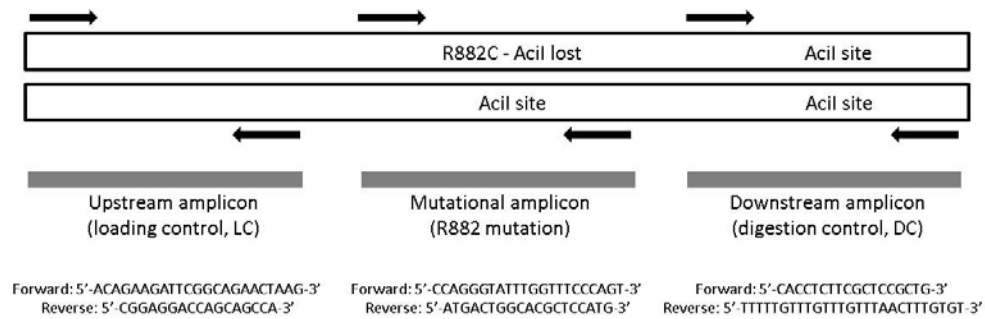 R882C - AciI lost AciI site
AciI site AciI site
Upstream amplicon
(loading control, LC)
Mutational amplicon
(R882 mutation)
Downstream amplicon
(digestion control, DC)
Forward: 5’-ACAGAAGATTCGGCAGAACTAAG-3’
Reverse: 5’-CGGAGGACCAGCAGCCA-3’
Forward: 5’-CCAGGGTATTTGGTTTCCCAGT-3’
Reverse: 5’-ATGACTGGCACGCTCCATG-3’
Forward: 5’-CACCTCTTCGCTCCGCTG-3’
Reverse: 5’-TTTTTGTTTGTTTGTTTAACTTTGTGT-3’